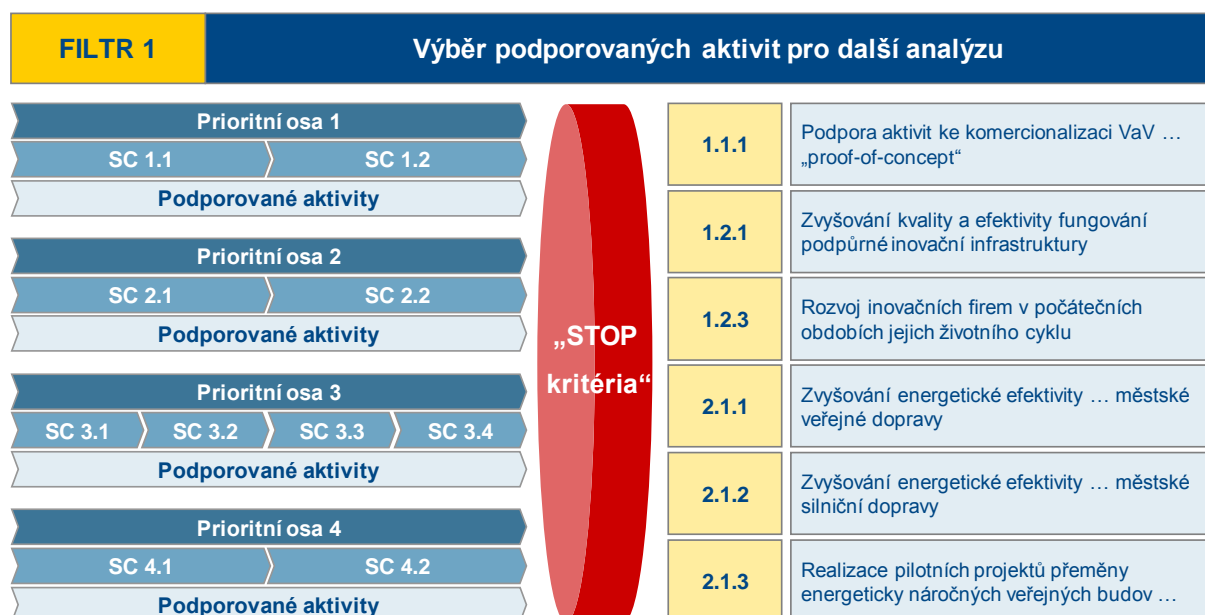 FILTR 1
Výběr podporovaných aktivit pro další analýzu
Prioritní osa 1
SC 1.1
SC 1.2
Podporované aktivity
Prioritní osa 2
SC 2.1
SC 2.2
Podporované aktivity
Prioritní osa 3
SC 3.1
SC 3.2
SC 3.3
SC 3.4
Podporované aktivity
Prioritní osa 4
SC 4.1
SC 4.2
Podporované aktivity
„STOP
kritéria“
1.1.1
Podpora aktivit ke komercionalizaci VaV …
„proof-of-concept“
1.2.1
Zvyšování kvality a efektivity fungování
podpůrné inovační infrastruktury
1.2.3
Rozvoj inovačních firem v počátečních
obdobích jejich životního cyklu
2.1.1
Zvyšování energetické efektivity … městské
veřejné dopravy
2.1.2
Zvyšování energetické efektivity … městské
silniční dopravy
2.1.3
Realizace pilotních projektů přeměny
energeticky náročných veřejných budov …